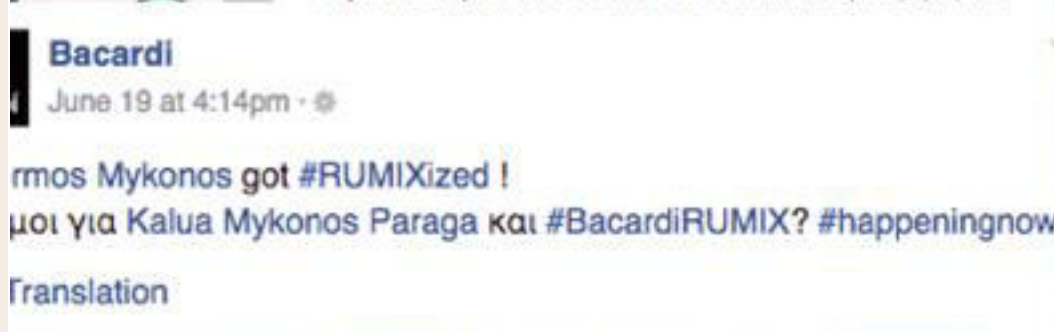 Bacardi
June 19 at 4:14pm ·
rmos Mykonos got #RUMIXized !
μοι για Kalua Mykonos Paraga και #BacardiRUMIX? #happeningnow
Translation